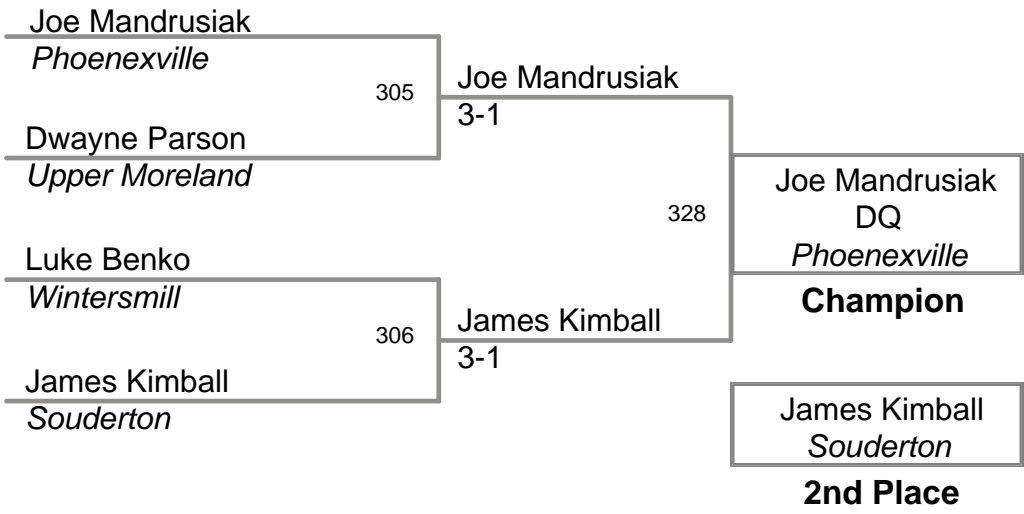 Joe Mandrusiak
Phoenexville
305
Dwayne Parson
Upper Moreland
Joe Mandrusiak
3-1
Luke Benko
Wintersmill
306
James Kimball
Souderton
James Kimball
3-1
328
Joe Mandrusiak
DQ
Phoenexville
Champion
James Kimball
Souderton
2nd Place